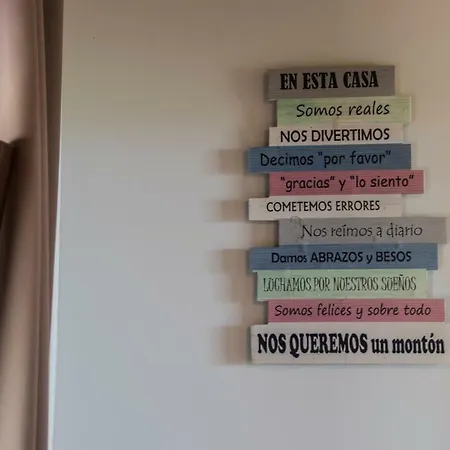 EN ESTA CASA
Somos reales
NOS DIVERTIMOS
Decimos "por favor"
"gracias" y "lo siento"
COMETEMOS ERRORES
Nos reímos a diario
Damos ABRAZOS y BESOS
LUCHAMOS POR NUESTROS SUEÑOS
Somos felices y sobre todo
NOS QUEREMOS un montón